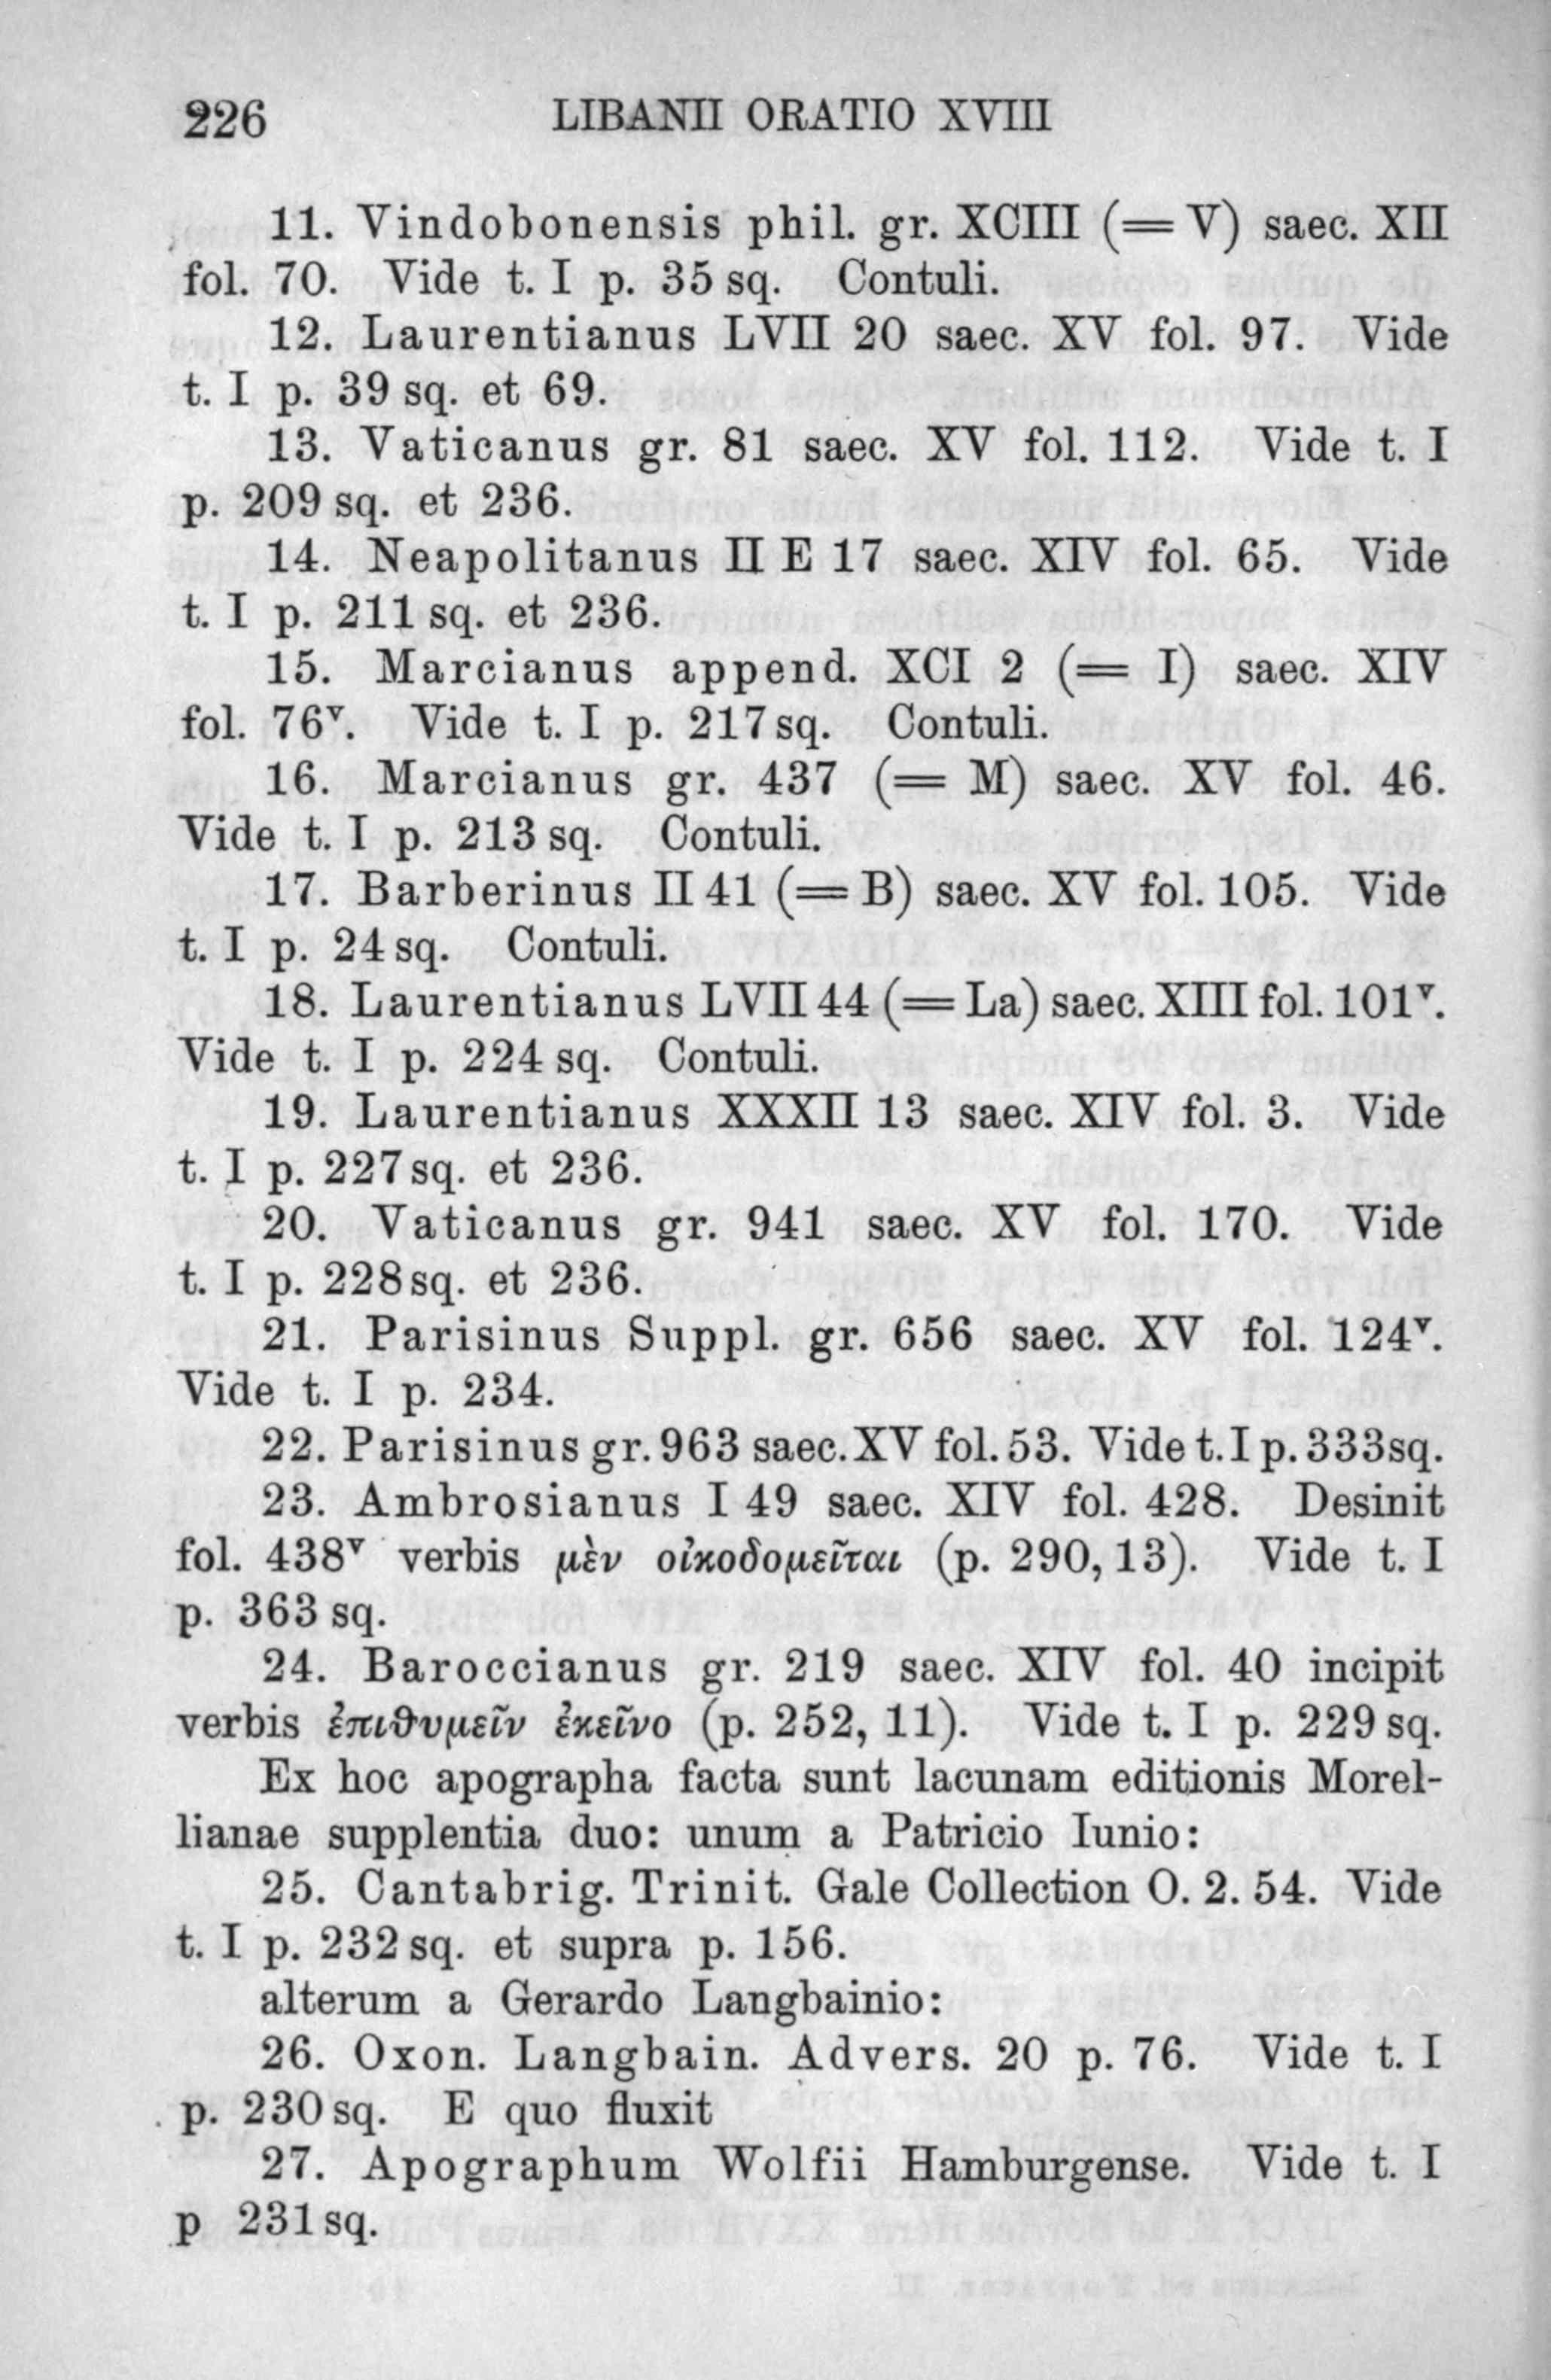 226 LIBANII ORATIO XVIII
11. Vindobonensis phil. gr. XCIII (= V) saec. XII
fol. 70. Vide t. I p. 35 sq. Contuli.
12. Laurentianus LVII 20 saec. XV fol. 97. Vide
t. I p. 39 sq. et 69.
13. Vaticanus gr. 81 saec. XV fol. 112. Vide t. I
p. 209 sq. et 236.
14. Neapolitanus II E 17 saec. XIV fol. 65. Vide
t. I p. 211 sq. et 236.
15. Marcianus append. XCI 2 (= I) saec. XIV
fol. 76ᵛ. Vide t. I p. 217 sq. Contuli.
16. Marcianus gr. 437 (= M) saec. XV fol. 46.
Vide t. I p. 213 sq. Contuli.
17. Barberinus II 41 (= B) saec. XV fol. 105. Vide
t. I p. 24 sq. Contuli.
18. Laurentianus LVII 44 (= La) saec. XIII fol. 101ᵛ.
Vide t. I p. 224 sq. Contuli.
19. Laurentianus XXXII 13 saec. XIV fol. 3. Vide
t. I p. 227 sq. et 236.
20. Vaticanus gr. 941 saec. XV fol. 170. Vide
t. I p. 228 sq. et 236.
21. Parisinus Suppl. gr. 656 saec. XV fol. 124ᵛ.
Vide t. I p. 234.
22. Parisinus gr. 963 saec. XV fol. 53. Vide t. I p. 333 sq.
23. Ambrosianus I 49 saec. XIV fol. 428. Desinit
fol. 438ᵛ verbis μὲν οἰκοδομεῖται (p. 290, 13). Vide t. I
p. 363 sq.
24. Baroccianus gr. 219 saec. XIV fol. 40 incipit
verbis ἐπιθυμεῖν ἐκεῖνο (p. 252, 11). Vide t. I p. 229 sq.
Ex hoc apographa facta sunt lacunam editionis Morel-
lianae supplentia duo: unum a Patricio Iunio:
25. Cantabrig. Trinit. Gale Collection O. 2. 54. Vide
t. I p. 232 sq. et supra p. 156.
alterum a Gerardo Langbainio:
26. Oxon. Langbain. Advers. 20 p. 76. Vide t. I
p. 230 sq. E quo fluxit
27. Apographum Wolfii Hamburgense. Vide t. I
p 231 sq.